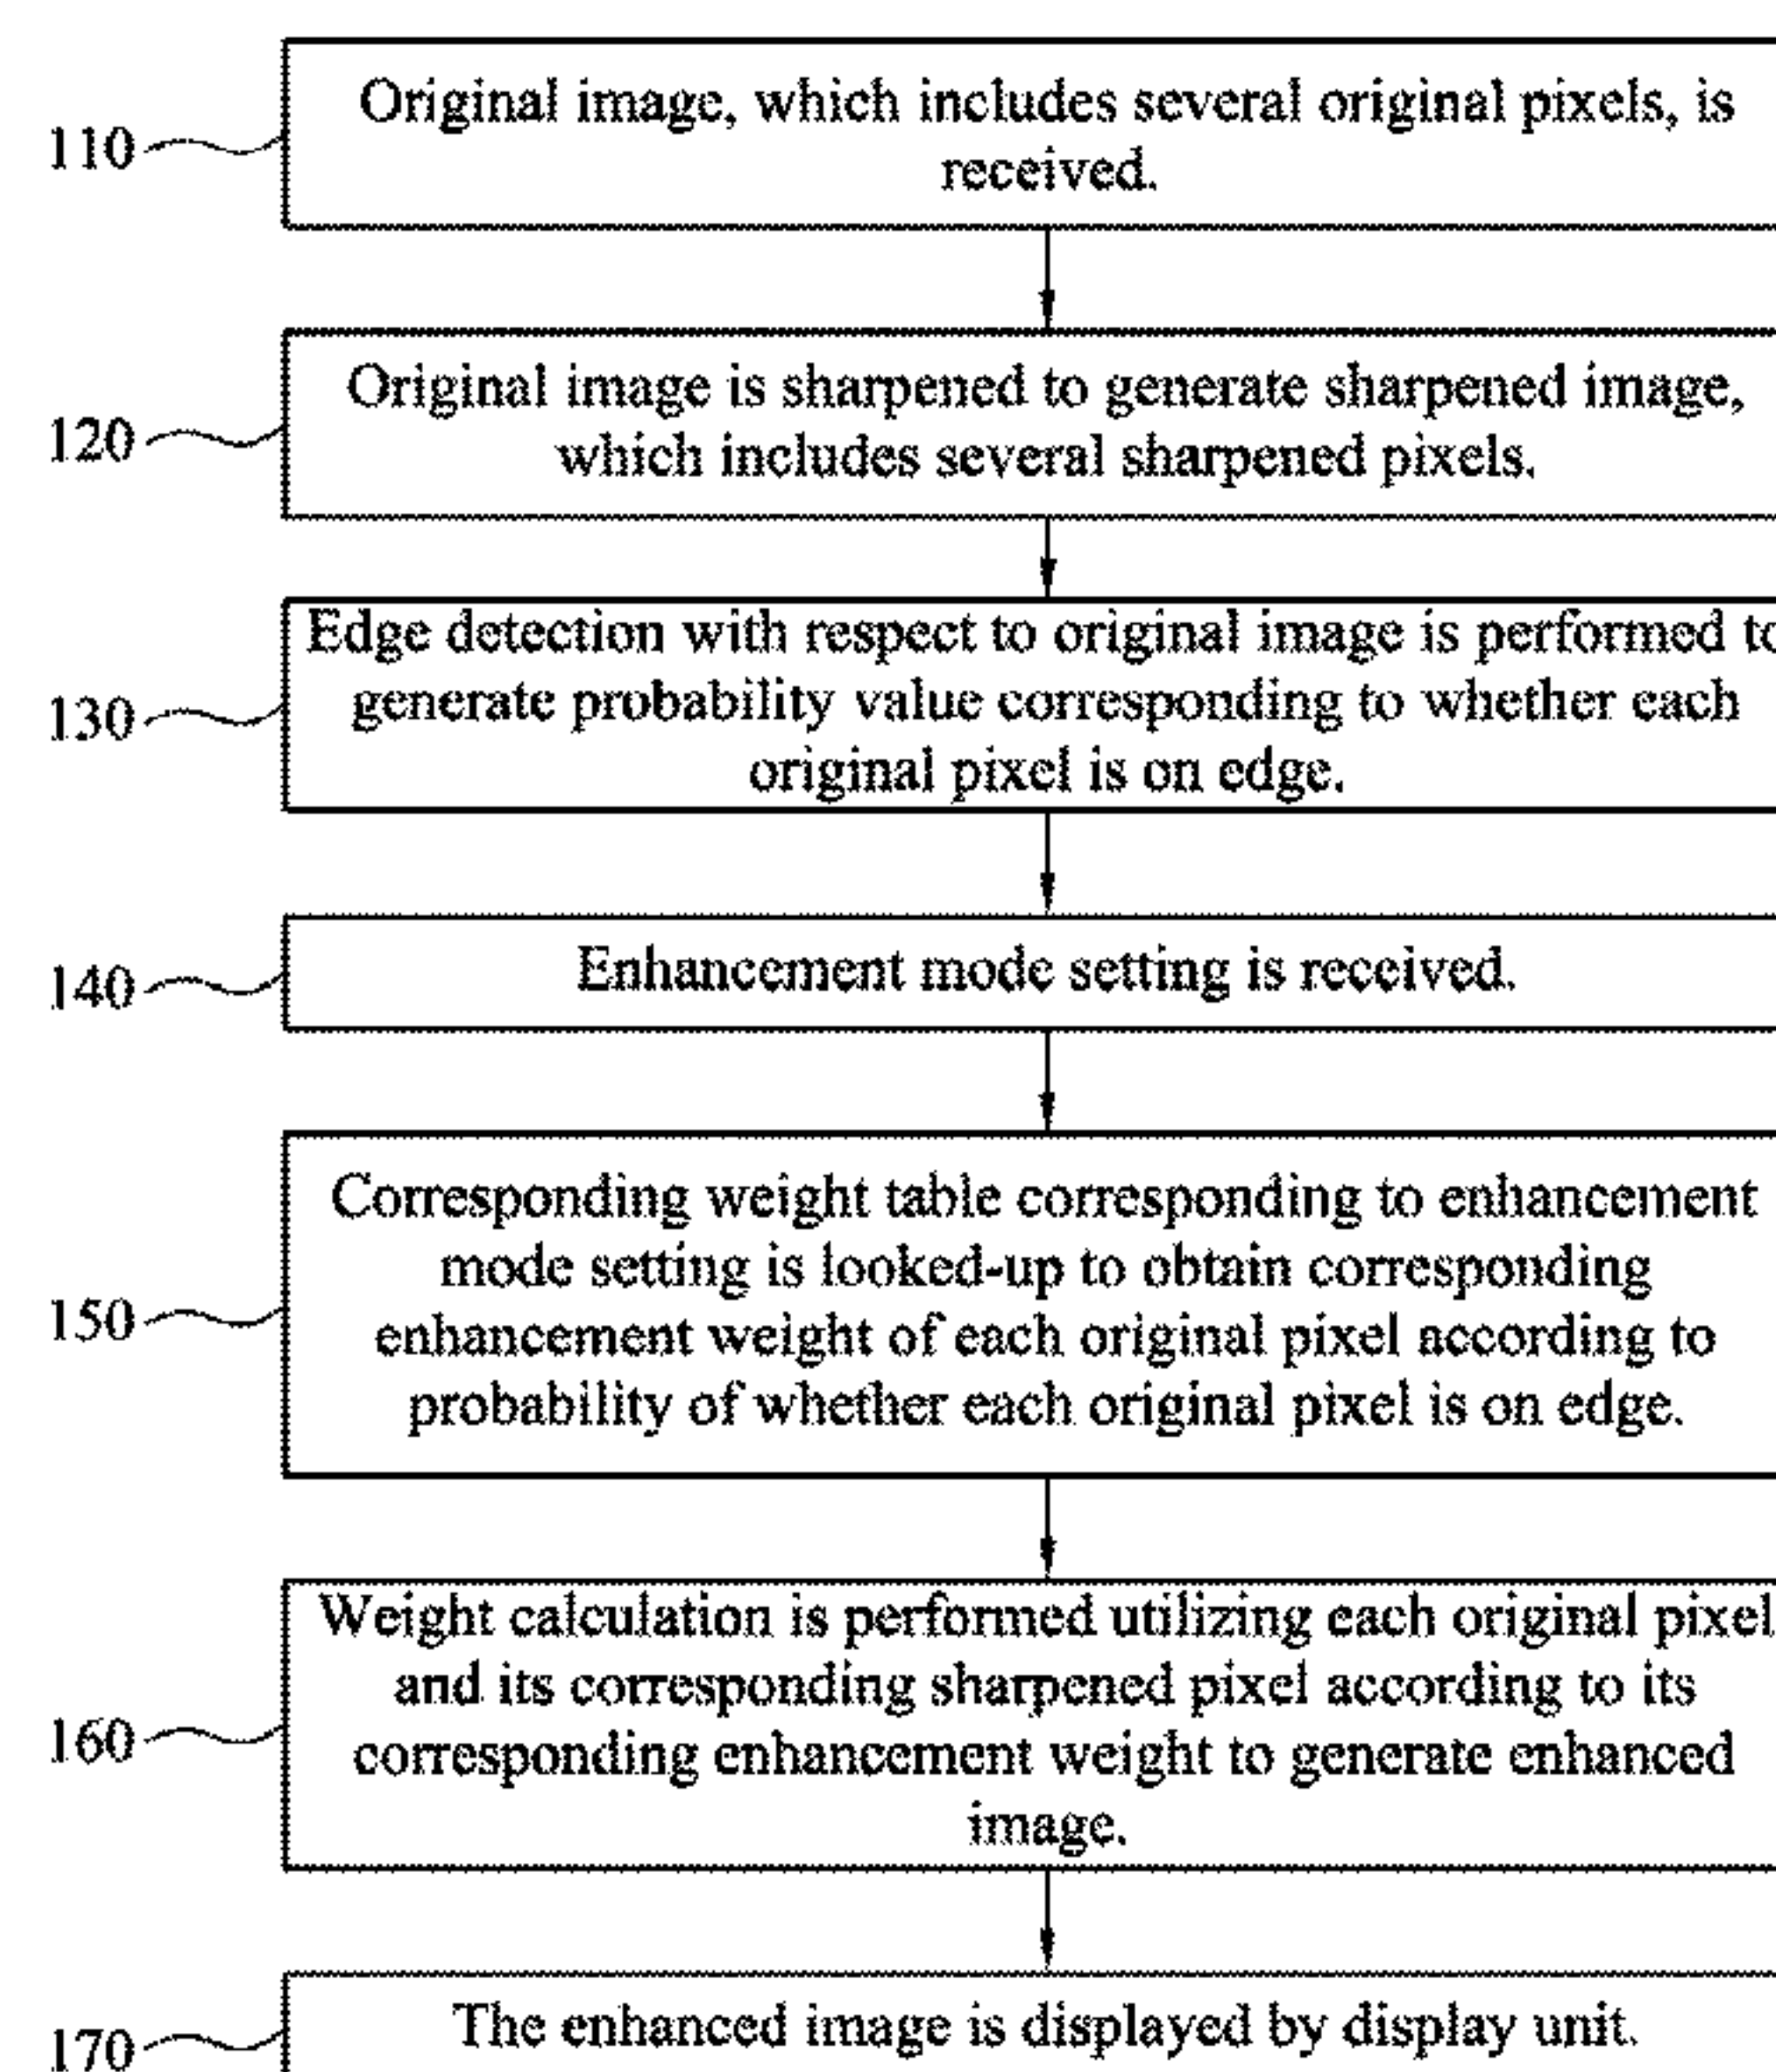 Original image, which includes several original pixels, is
received.
110
Original image is sharpened to generate sharpened image,
which includes several sharpened pixels.
120
Edge detection with respect to original image is performed to
generate probability value corresponding to whether each
original pixel is on edge.
130
Enhancement mode setting is received.
140
Corresponding weight table corresponding to enhancement
mode setting is looked-up to obtain corresponding
enhancement weight of each original pixel according to
probability of whether each original pixel is on edge.
150
Weight calculation is performed utilizing each original pixel
and its corresponding sharpened pixel according to its
corresponding enhancement weight to generate enhanced
image.
160
The enhanced image is displayed by display unit.
170